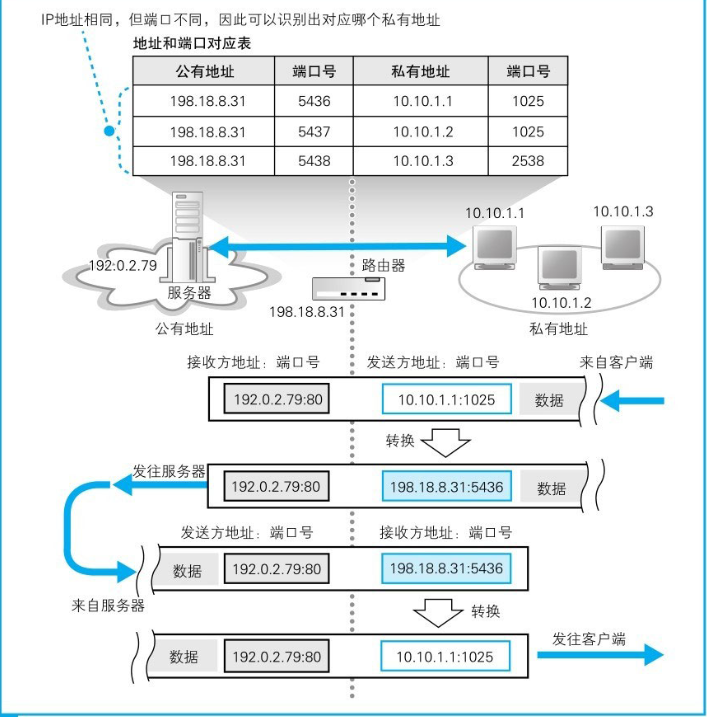 IP地址相同，但端口不同，因此可以识别出对应哪个私有地址
地址和端口对应表
公有地址 端口号 私有地址 端口号
198.18.8.31 5436 10.10.1.1 1025
198.18.8.31 5437 10.10.1.2 1025
198.18.8.31 5438 10.10.1.3 2538
10.10.1.1 10.10.1.3
192.0.2.79
路由器
服务器
10.10.1.2
198.18.8.31
公有地址 私有地址
接收方地址：端口号 发送方地址：端口号 来自客户端
192.0.2.79:80 10.10.1.1:1025 数据
转换
发往服务器
192.0.2.79:80 198.18.8.31:5436 数据
发送方地址：端口号 接收方地址：端口号
数据 192.0.2.79:80 198.18.8.31:5436
来自服务器 转换
发往客户端
数据 192.0.2.79:80 10.10.1.1:1025